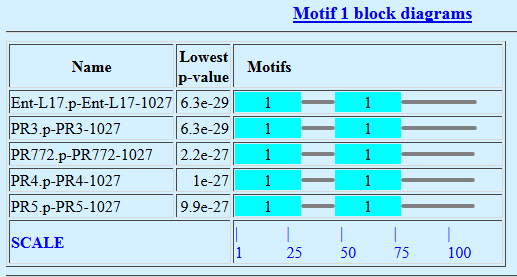 Motif 1 block diagrams
Name Lowest p-value Motifs
Ent-L17.p-Ent-L17-1027 6.3e-29 1 1
PR3.p-PR3-1027 6.3e-29 1 1
PR772.p-PR772-1027 2.2e-27 1 1
PR4.p-PR4-1027 1e-27 1 1
PR5.p-PR5-1027 9.9e-27 1 1
SCALE | | | | |
1 25 50 75 100